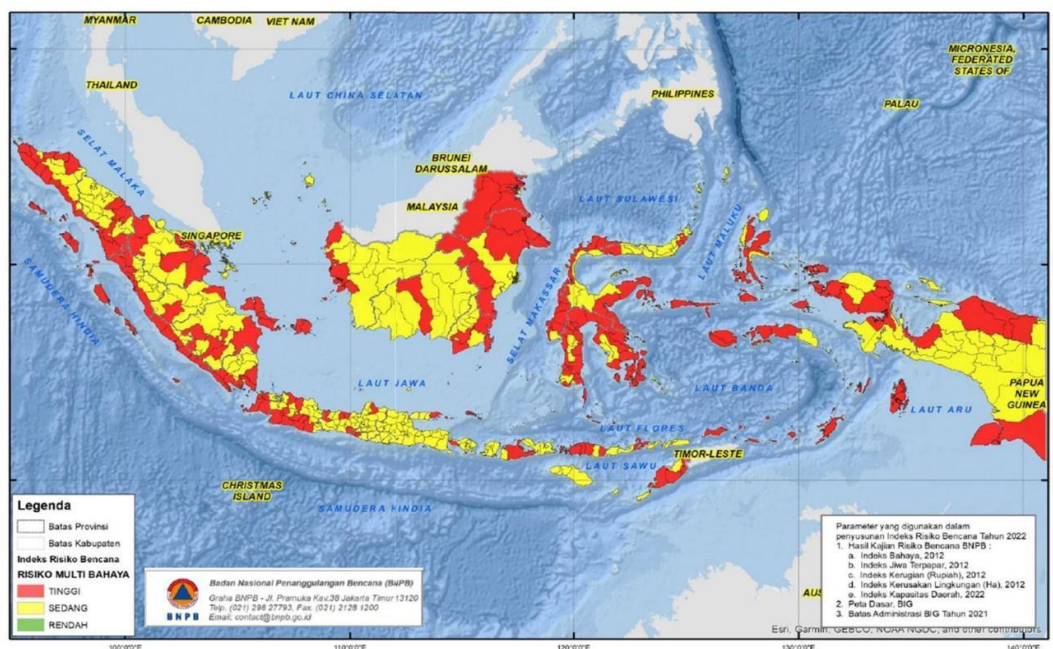 MYANMAR
CAMBODIA
VIET NAM
THAILAND
LAUT CHINA SELATAN
PHILIPPINES
MICRONESIA,
FEDERATED
STATES OF
PALAU
SELAT MALAKA
BRUNEI
DARUSSALAM
MALAYSIA
LAUT SULAWESI
SINGAPORE
LAUT MALUKU
SAMUDERA HINDIA
SELAT MAKASSAR
LAUT JAWA
LAUT BANDA
PAPUA
NEW
GUINEA
LAUT ARU
LAUT FLORES
TIMOR-LESTE
LAUT SAWU
CHRISTMAS
ISLAND
SAMUDERA HINDIA
Legenda
Batas Provinsi
Batas Kabupaten
Indeks Risiko Bencana
RISIKO MULTI BAHAYA
TINGGI
SEDANG
RENDAH
BNPB
Badan Nasional Penanggulangan Bencana (BNPB)
Graha BNPB - Jl. Pramuka Kav.38 Jakarta Timur 13120
Telp. (021) 298 27793, Fax. (021) 2128 1200
Email: contact@bnpb.go.id
Parameter yang digunakan dalam
penyusunan Indeks Risiko Bencana Tahun 2022
1. Hasil Kajian Risiko Bencana BNPB :
a. Indeks Bahaya, 2012
b. Indeks Jiwa Terpapar, 2012
c. Indeks Kerugian (Rupiah), 2012
d. Indeks Kerusakan Lingkungan (Ha), 2012
e. Indeks Kapasitas Daerah, 2022
2. Peta Dasar, BIG
3. Batas Administrasi BIG Tahun 2021
AUS
Esri, Garmin, GEBCO, NOAA NGDC, and other contributors